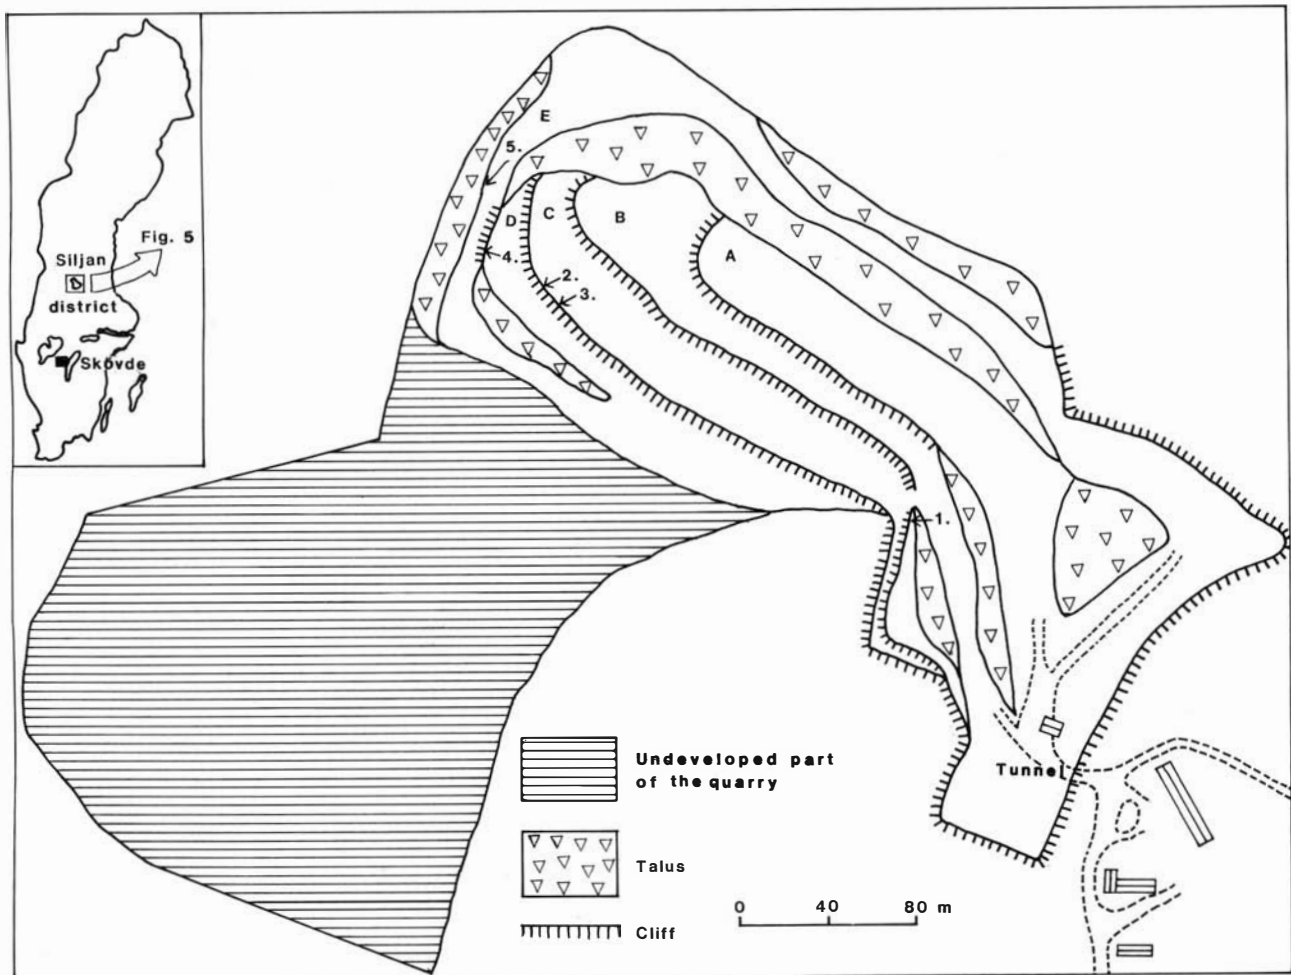 E
5.
D
C
B
A
4.
2.
3.
1.
Fig. 5
Siljan
district
Skövde
Tunnel
Undeveloped part
of the quarry
Talus
Cliff
0 40 80 m